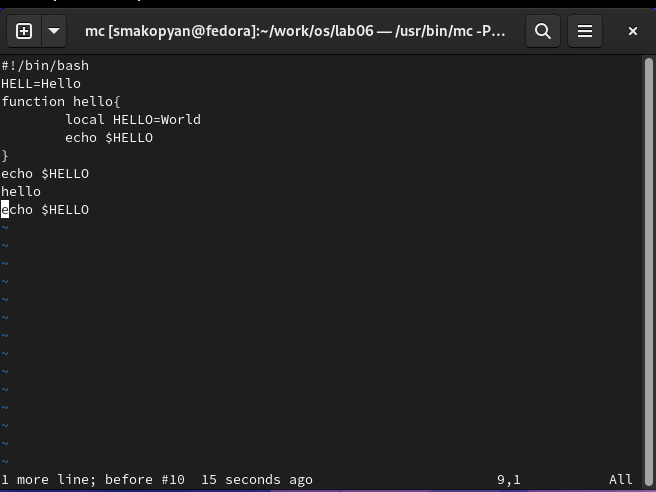 mc [smakopyan@fedora]:~/work/os/lab06 — /usr/bin/mc -P…
#!/bin/bash
HELL=Hello
function hello{
        local HELLO=World
        echo $HELLO
}
echo $HELLO
hello
echo $HELLO
~
~
~
~
~
~
~
~
~
~
~
~
~
~
1 more line; before #10  15 seconds ago                       9,1           All